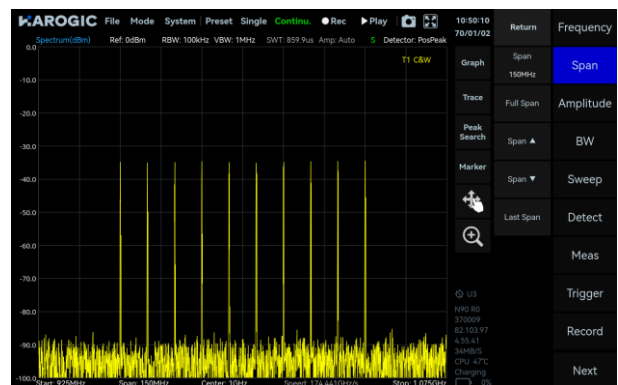 HAROGIC File Mode System Preset Single Continu. Rec Play 10:50:10
70/01/02
Spectrum(dBm) Ref: 0dBm RBW: 100kHz VBW: 1MHz SWT: 859.9us Amp: Auto S Detector: PosPeak
T1 C&W
0.0
-10.0
-20.0
-30.0
-40.0
-50.0
-60.0
-70.0
-80.0
-90.0
-100.0
Start: 925MHz Span: 150MHz Center: 1GHz Speed: 174.441GHz/s Stop: 1.075GHz
Graph
Trace
Peak
Search
Marker
U3
N90 R0
370009
82.103.97
4.55.41
34MB/S
CPU 47℃
Charging
0%
Return
Span
150MHz
Full Span
Span ▲
Span ▼
Last Span
Frequency
Span
Amplitude
BW
Sweep
Detect
Meas
Trigger
Record
Next